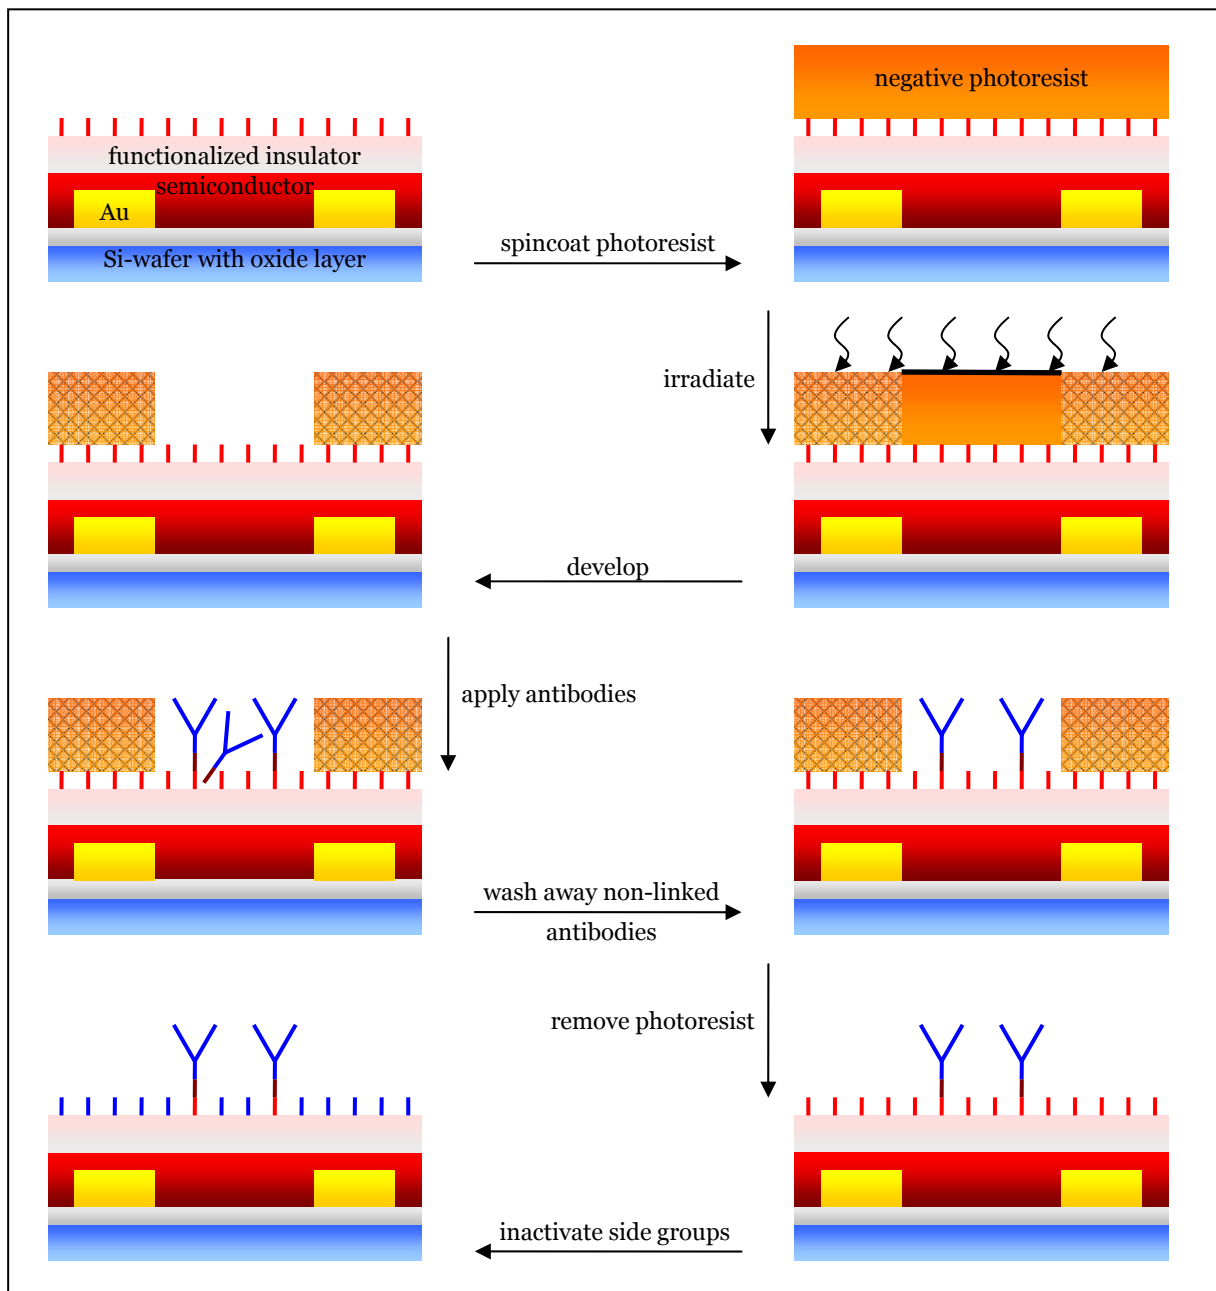 negative photoresist
functionalized insulator
semiconductor
Au
Si-wafer with oxide layer
spincoat photoresist
irradiate
develop
apply antibodies
wash away non-linked
antibodies
remove photoresist
inactivate side groups